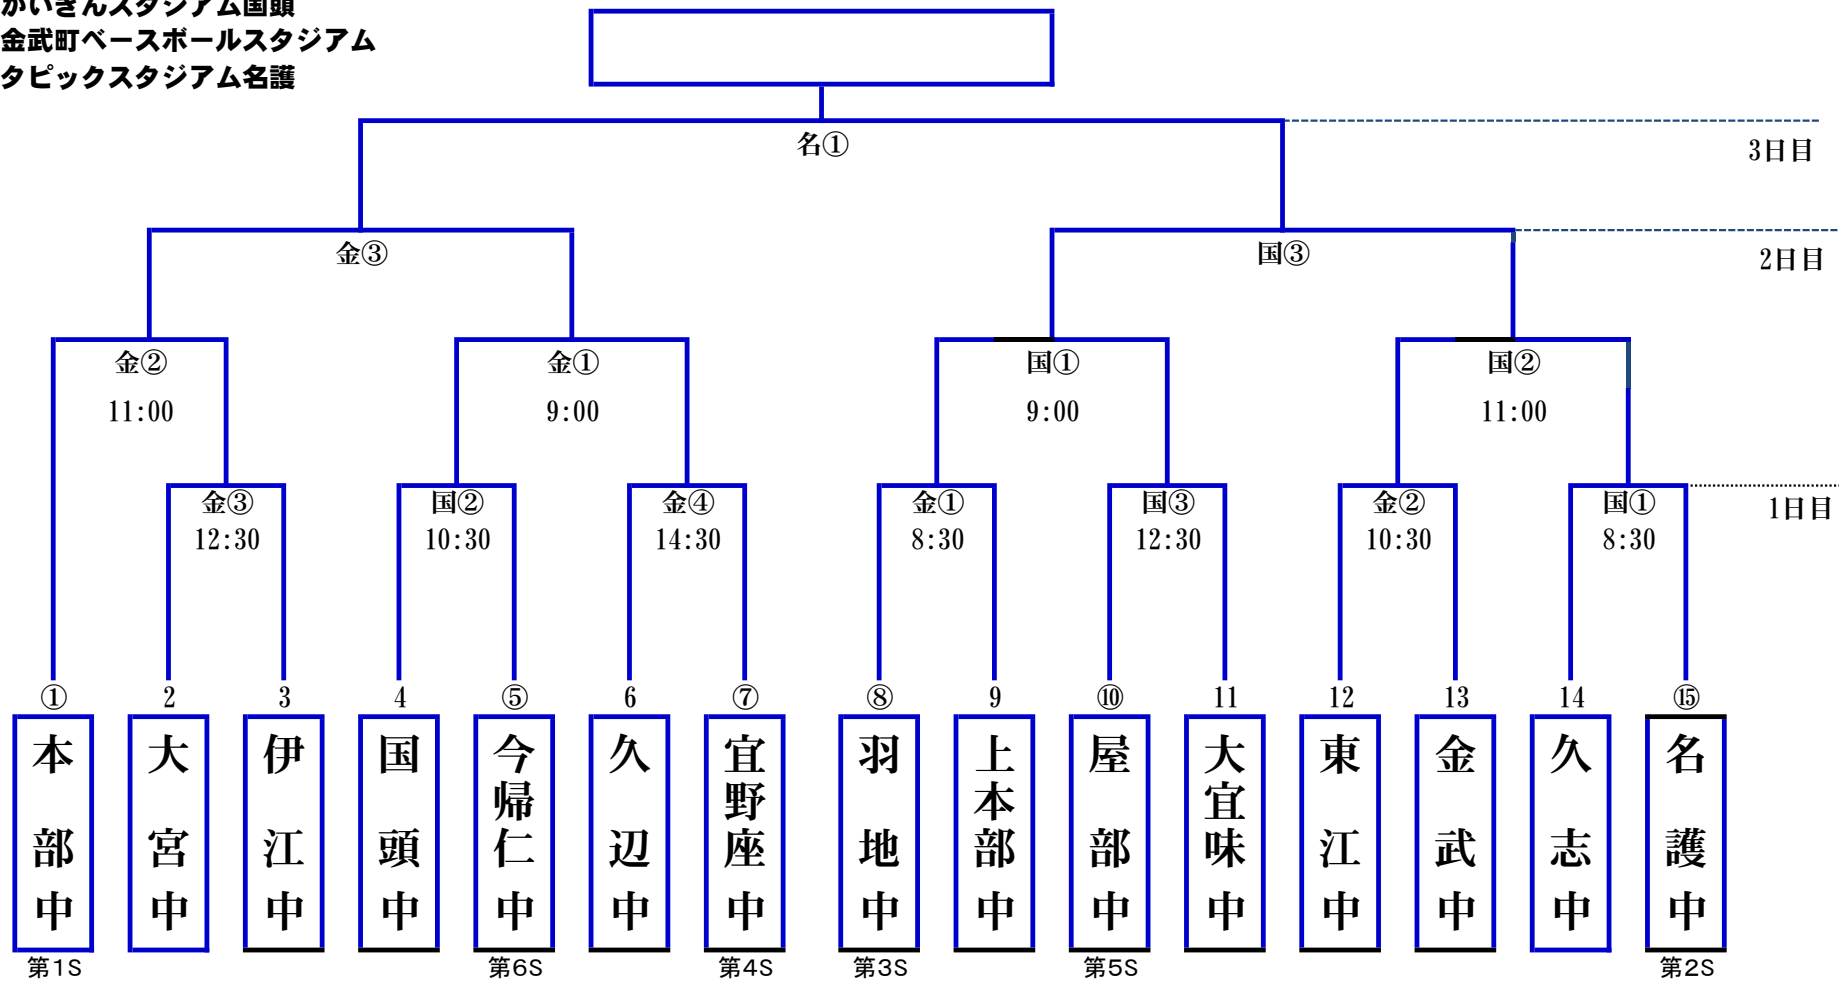 かいぎんスタジアム国頭
金武町ベースボールスタジアム
タピックスタジアム名護
名①
3日目
金③
国③
2日目
金②
金①
国①
国②
11:00
9:00
9:00
11:00
金③
国②
金④
金①
国③
金②
国①
1日目
12:30
10:30
14:30
8:30
12:30
10:30
8:30
①
2
3
4
⑤
6
⑦
⑧
9
⑩
11
12
13
14
⑮
本部中
大宮中
伊江中
国頭中
今帰仁中
久辺中
宜野座中
羽地中
上本部中
屋部中
大宜味中
東江中
金武中
久志中
名護中
第1S
第6S
第4S
第3S
第5S
第2S